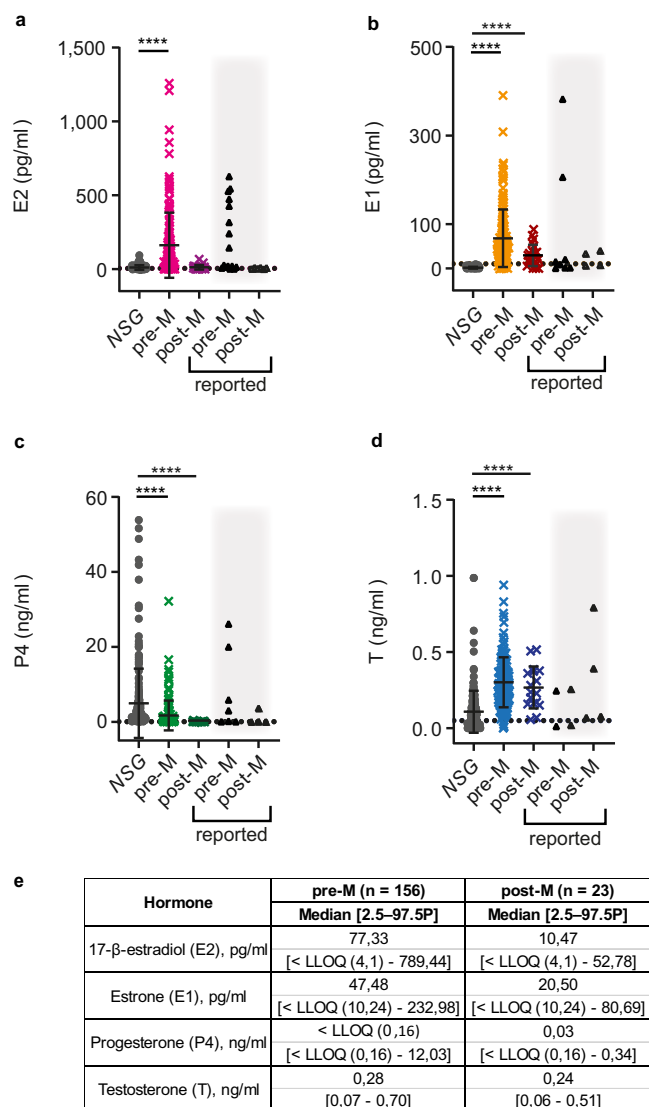 a
****
E2 (pg/ml)
1,500
1,000
500
0
NSG
pre-M
post-M
pre-M
post-M
reported
b
****
****
E1 (pg/ml)
500
300
100
0
NSG
pre-M
post-M
pre-M
post-M
reported
c
****
****
P4 (ng/ml)
60
40
20
0
NSG
pre-M
post-M
pre-M
post-M
reported
d
****
****
T (ng/ml)
1.5
1.0
0.5
0.0
NSG
pre-M
post-M
pre-M
post-M
reported
e
Hormone pre-M (n = 156) post-M (n = 23)
Median [2.5–97.5P] Median [2.5–97.5P]
17-β-estradiol (E2), pg/ml 77,33 10,47
[< LLOQ (4,1) - 789,44] [< LLOQ (4,1) - 52,78]
Estrone (E1), pg/ml 47,48 20,50
[< LLOQ (10,24) - 232,98] [< LLOQ (10,24) - 80,69]
Progesterone (P4), ng/ml < LLOQ (0,16) 0,03
[< LLOQ (0,16) - 12,03] [< LLOQ (0,16) - 0,34]
Testosterone (T), ng/ml 0,28 0,24
[0,07 - 0,70] [0,06 - 0,51]